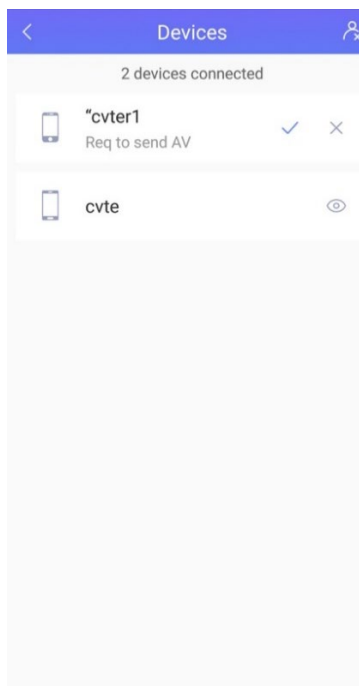 Devices
2 devices connected
“cvter1
Req to send AV
cvte